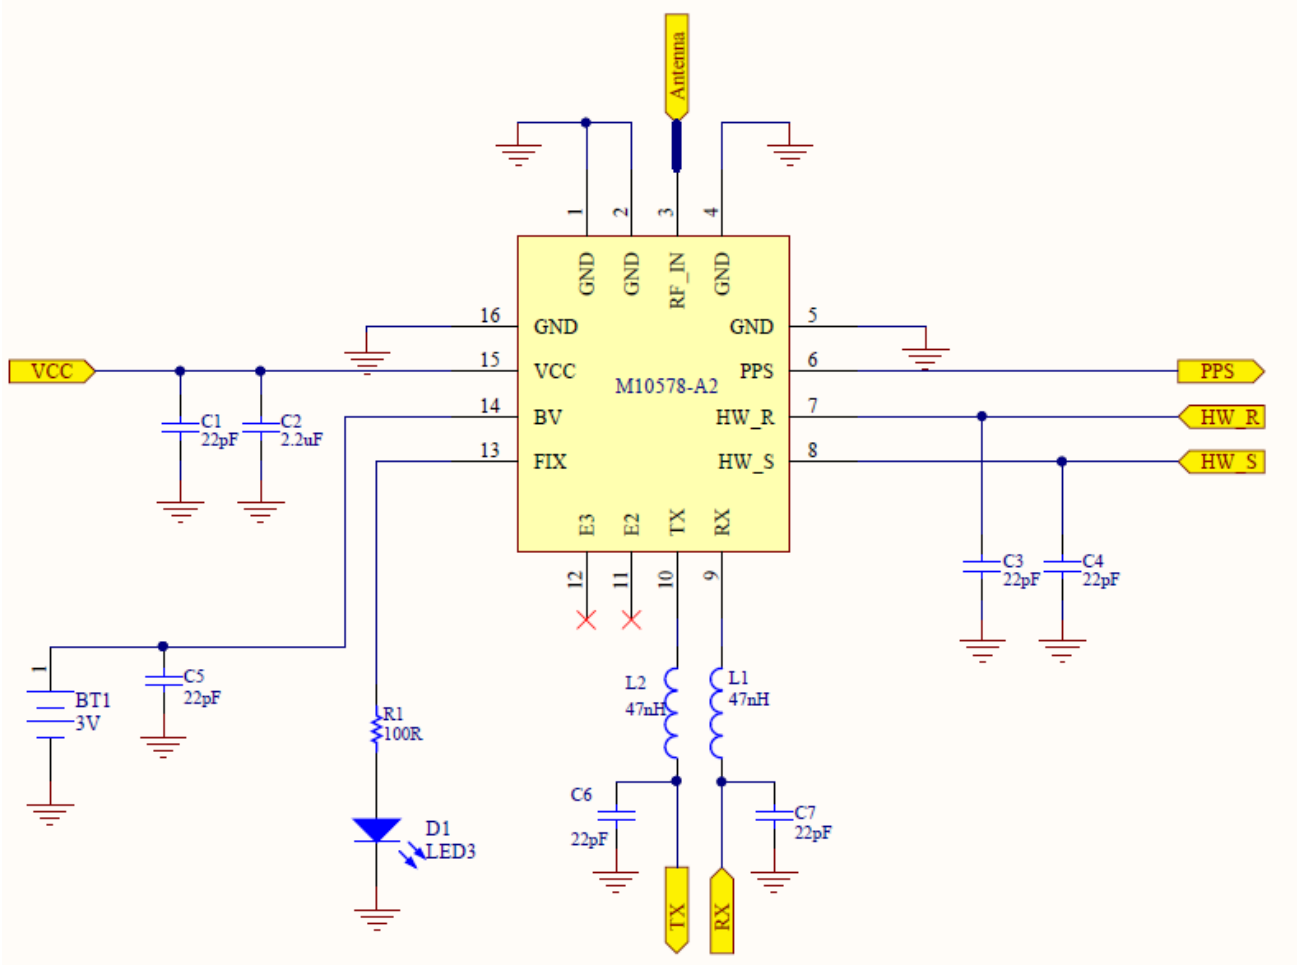 Antenna
1
2
3
4
GND
GND
RF_IN
GND
16
GND
GND
5
VCC
15
VCC
PPS
6
PPS
M10578-A2
14
BV
HW_R
7
HW_R
13
FIX
HW_S
8
HW_S
C1
22pF
C2
2.2uF
E3
E2
TX
RX
12
11
10
9
C3
22pF
C4
22pF
1
BT1
3V
C5
22pF
L2
47nH
L1
47nH
R1
100R
C6
22pF
C7
22pF
D1
LED3
TX
RX